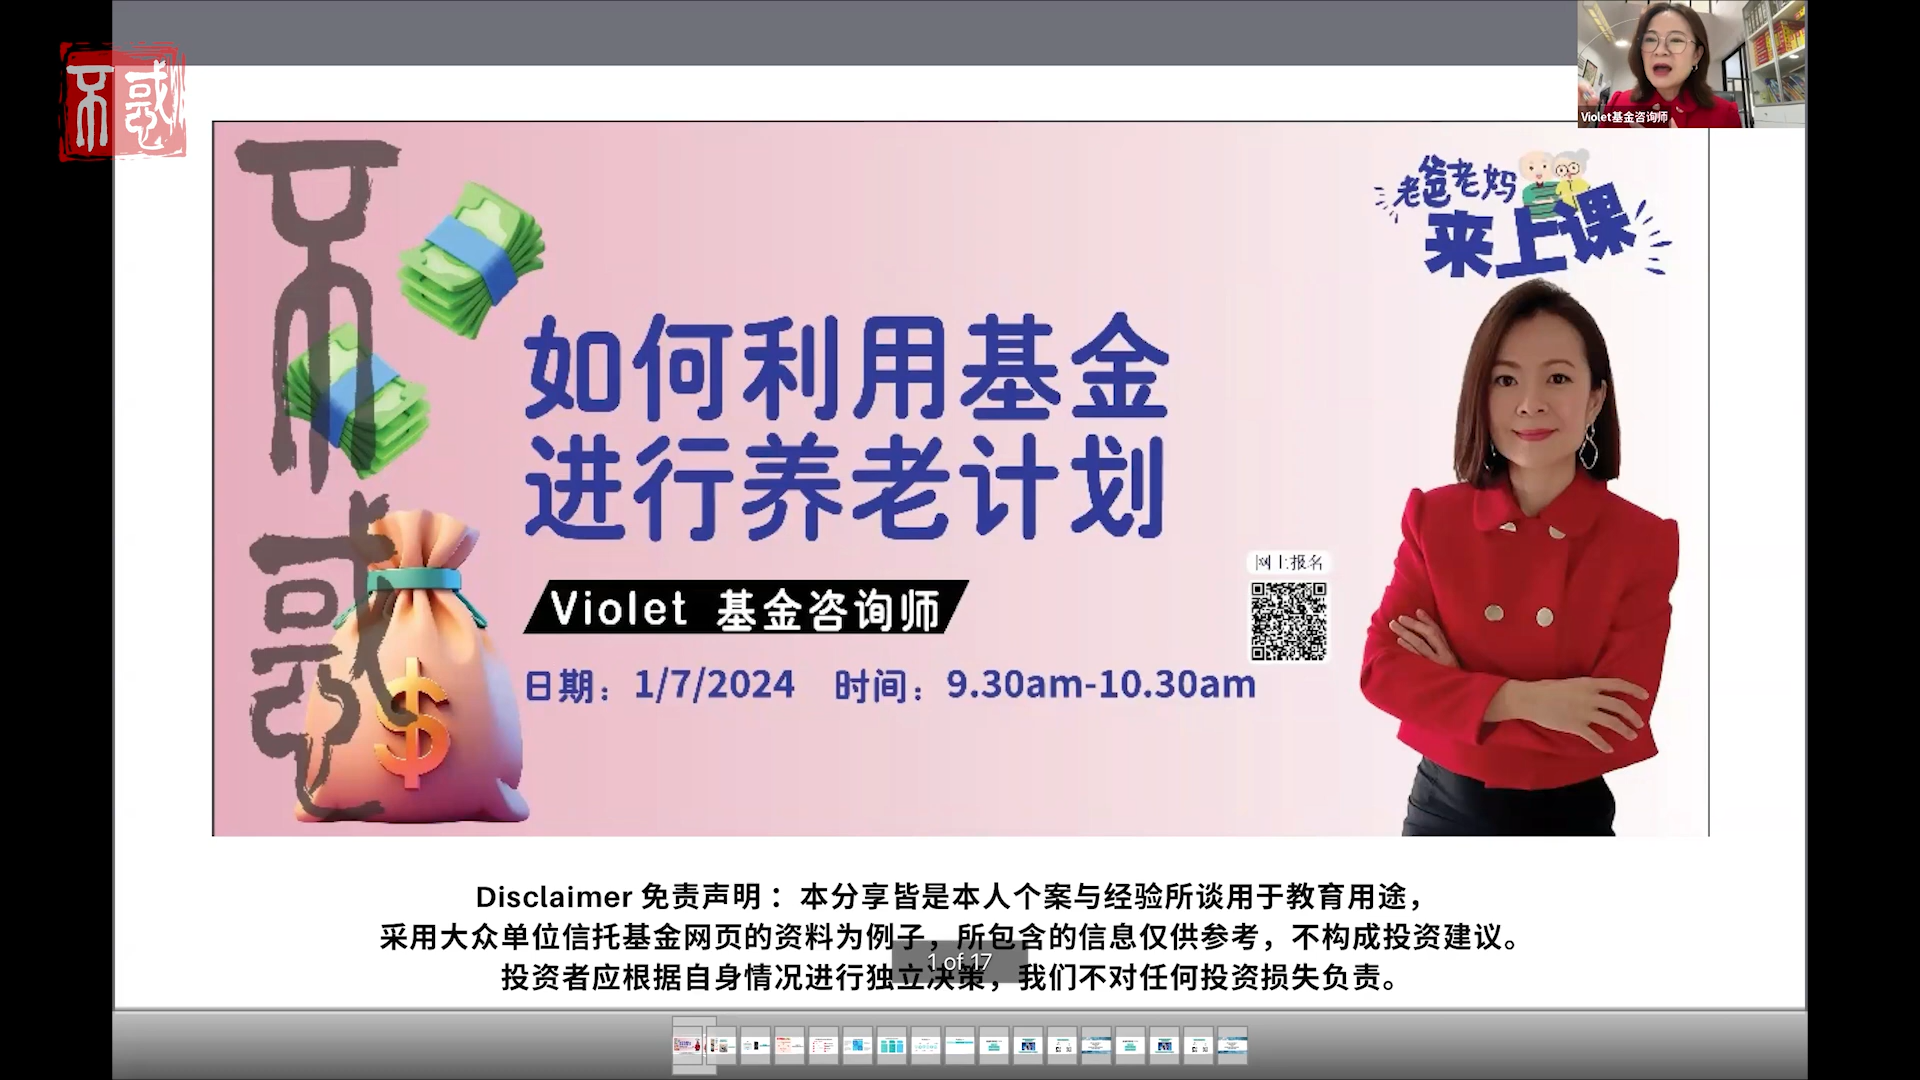 不惑
Violet基金咨询师
不惑
老爸老妈
来上课
如何利用基金
进行养老计划
网上报名
Violet 基金咨询师
日期：1/7/2024 时间：9.30am-10.30am
Disclaimer 免责声明：本分享皆是本人个案与经验所谈用于教育用途，
采用大众单位信托基金网页的资料为例子，所包含的信息仅供参考，不构成投资建议。
1 of 17
投资者应根据自身情况进行独立决策，我们不对任何投资损失负责。